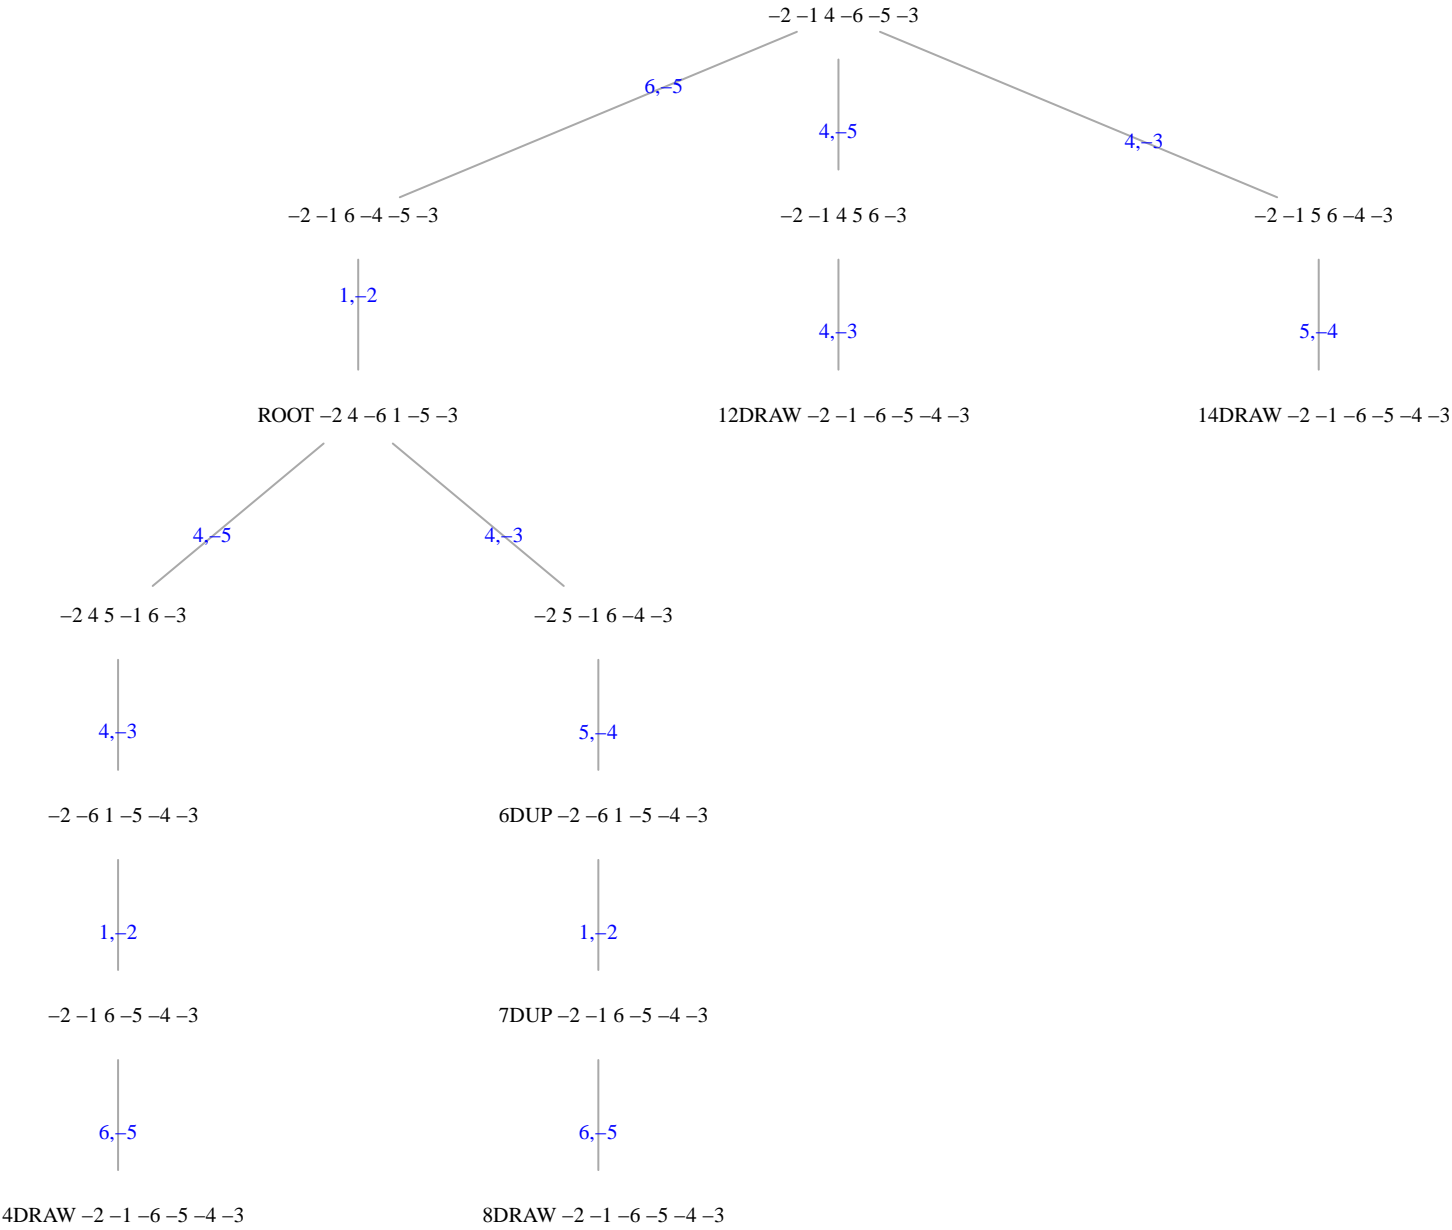 –2 –1 4 –6 –5 –3
6,–5
4,–5
4,–3
–2 –1 6 –4 –5 –3
–2 –1 4 5 6 –3
–2 –1 5 6 –4 –3
1,–2
4,–3
5,–4
ROOT –2 4 –6 1 –5 –3
12DRAW –2 –1 –6 –5 –4 –3
14DRAW –2 –1 –6 –5 –4 –3
4,–5
4,–3
–2 4 5 –1 6 –3
–2 5 –1 6 –4 –3
4,–3
5,–4
–2 –6 1 –5 –4 –3
6DUP –2 –6 1 –5 –4 –3
1,–2
1,–2
–2 –1 6 –5 –4 –3
7DUP –2 –1 6 –5 –4 –3
6,–5
6,–5
4DRAW –2 –1 –6 –5 –4 –3
8DRAW –2 –1 –6 –5 –4 –3